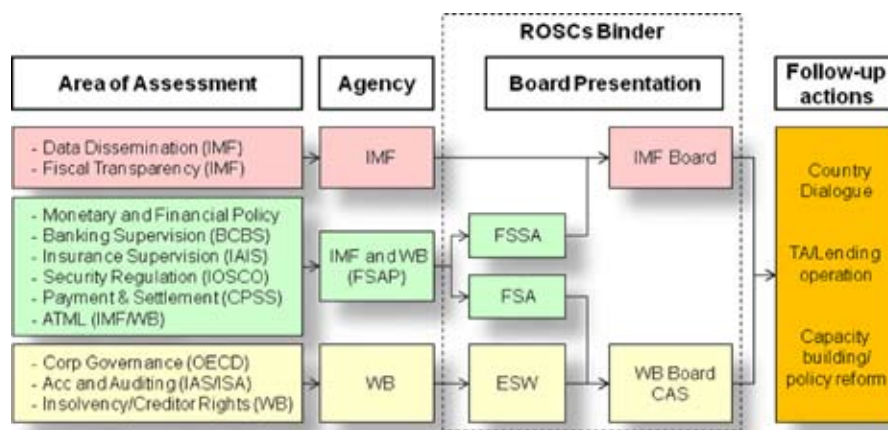 ROSCs Binder
Area of Assessment
Agency
Board Presentation
Follow-up
actions
- Data Dissemination (IMF)
- Fiscal Transparency (IMF)
IMF
IMF Board
- Monetary and Financial Policy
- Banking Supervision (BCBS)
- Insurance Supervision (IAIS)
- Security Regulation (IOSCO)
- Payment & Settlement (CPSS)
- ATML (IMF/WB)
IMF and WB
(FSAP)
FSSA
FSA
- Corp Governance (OECD)
- Acc and Auditing (IAS/ISA)
- Insolvency/Creditor Rights (WB)
WB
ESW
WB Board
CAS
Country
Dialogue
TA/Lending
operation
Capacity
building/
policy reform